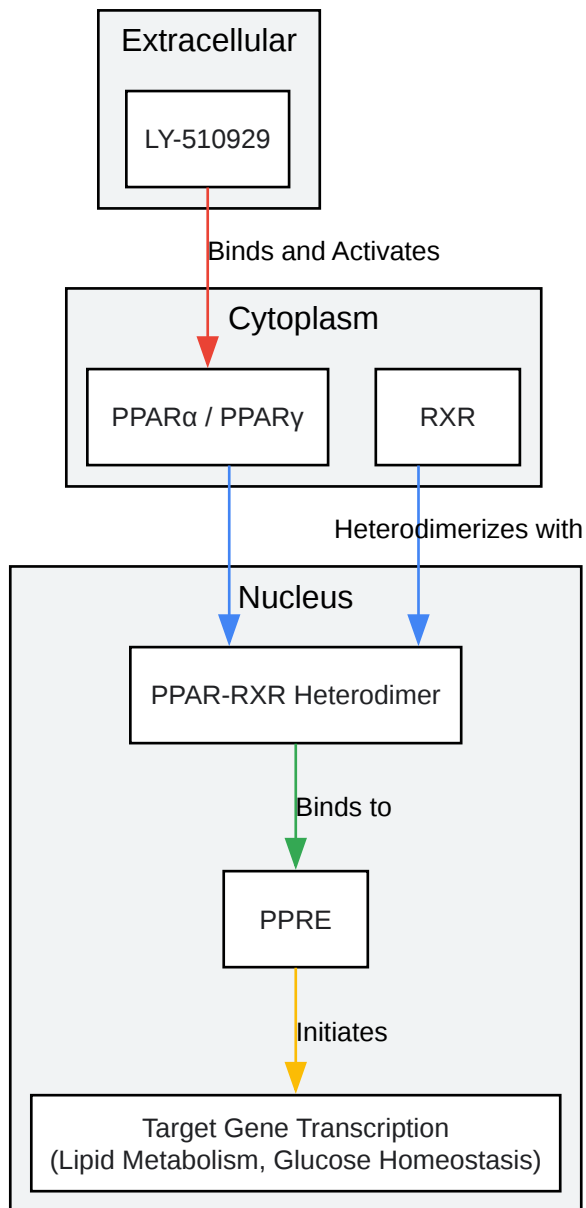 Extracellular
LY-510929
Binds and Activates
Cytoplasm
PPARα / PPARγ
RXR
Heterodimerizes with
Nucleus
PPAR-RXR Heterodimer
Binds to
PPRE
Initiates
Target Gene Transcription
(Lipid Metabolism, Glucose Homeostasis)